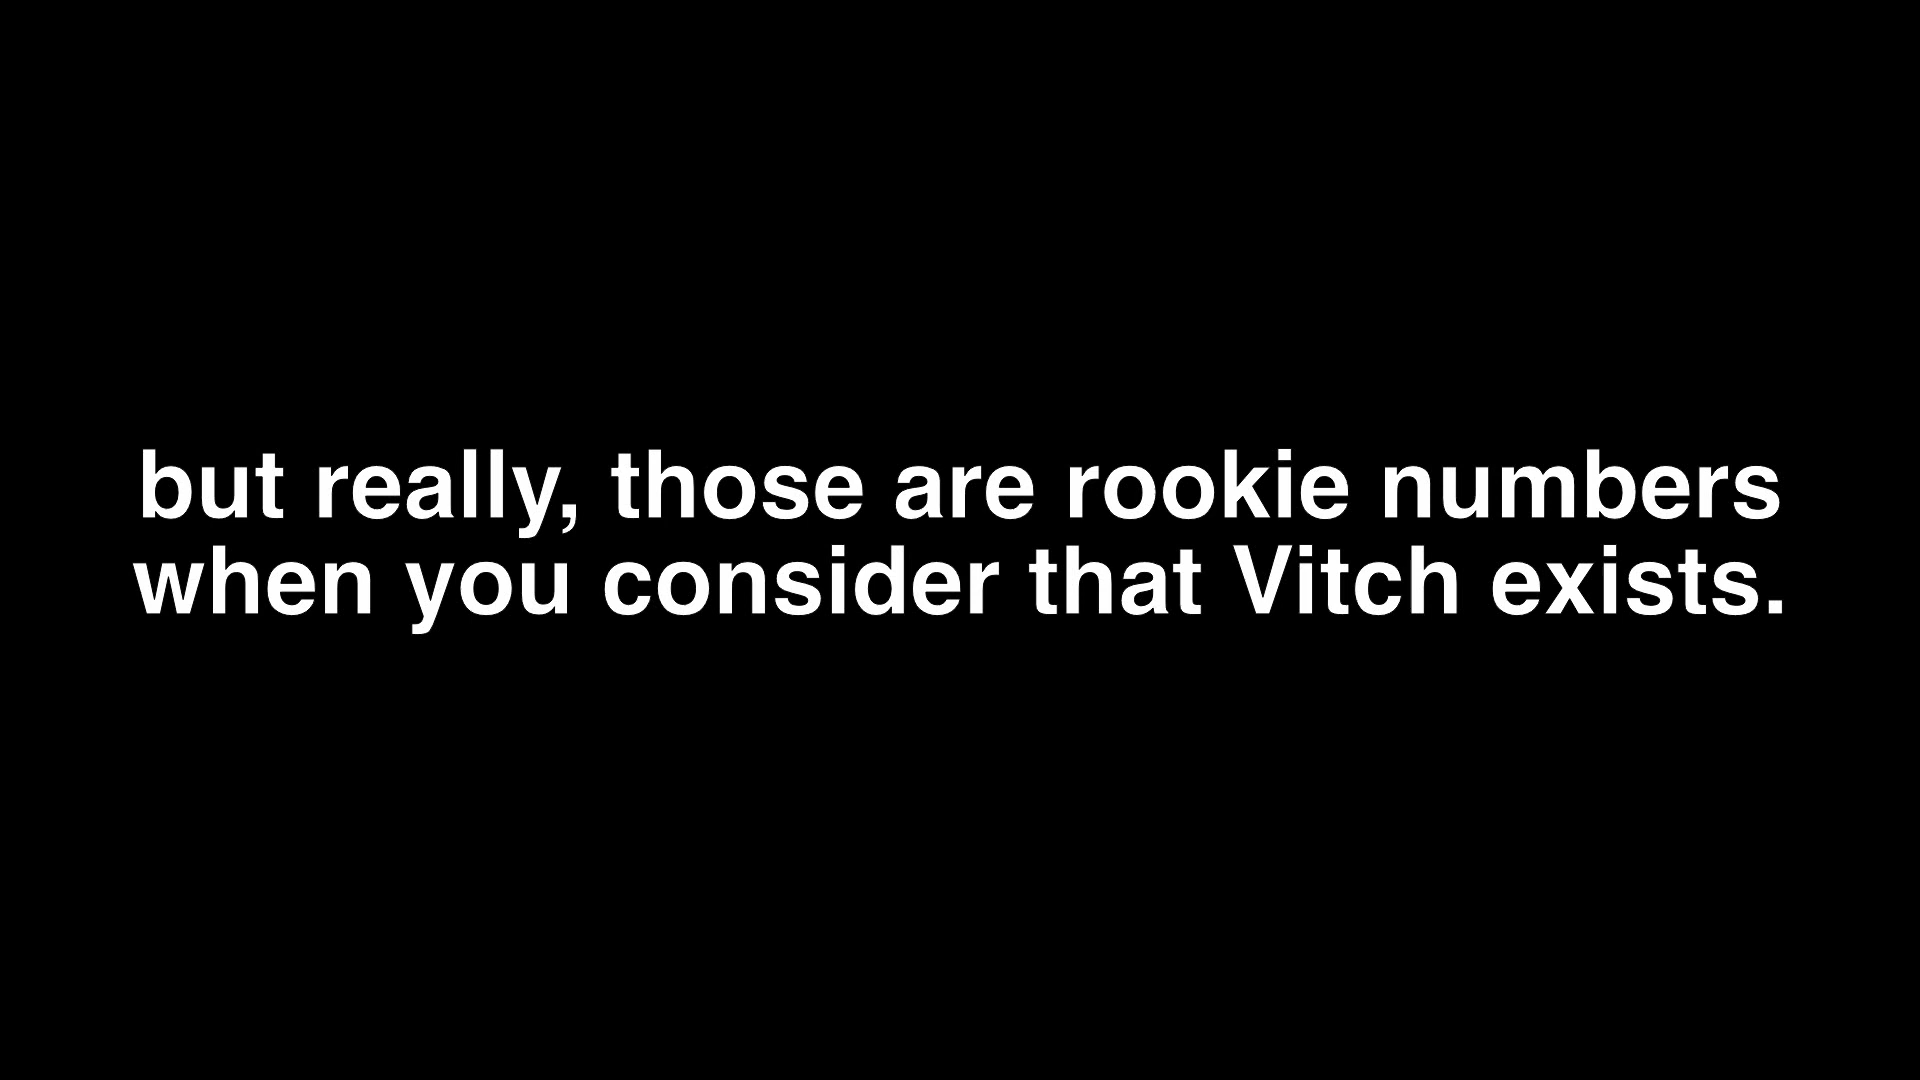 but really, those are rookie numbers
when you consider that Vitch exists.